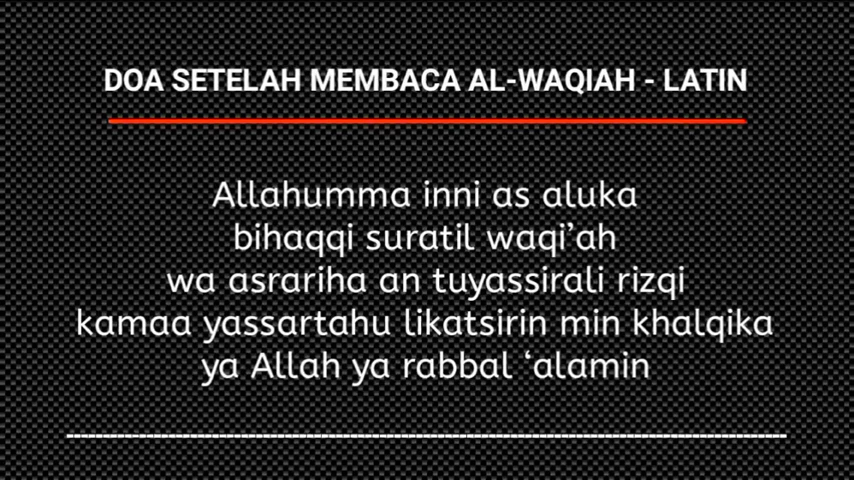 DOA SETELAH MEMBACA AL-WAQIAH - LATIN
Allahumma inni as aluka
bihaqqi suratil waqi’ah
wa asrariha an tuyassirali rizqi
kamaa yassartahu likatsirin min khalqika
ya Allah ya rabbal ‘alamin